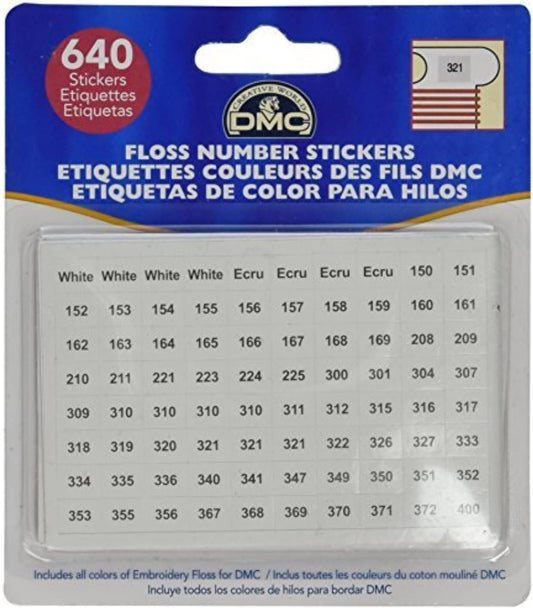 640
Stickers
Etiquettes
Etiquetas
321
CREATIVE WORLD
DMC
FLOSS NUMBER STICKERS
ETIQUETTES COULEURS DES FILS DMC
ETIQUETAS DE COLOR PARA HILOS
White White White White Ecru Ecru Ecru Ecru 150 151
152 153 154 155 156 157 158 159 160 161
162 163 164 165 166 167 168 169 208 209
210 211 221 223 224 225 300 301 304 307
309 310 310 310 310 311 312 315 316 317
318 319 320 321 321 321 322 326 327 333
334 335 336 340 341 347 349 350 351 352
353 355 356 367 368 369 370 371 372 400
Includes all colors of Embroidery Floss for DMC / Inclus toutes les couleurs du coton mouliné DMC
Incluye todos los colores de hilos para bordar DMC